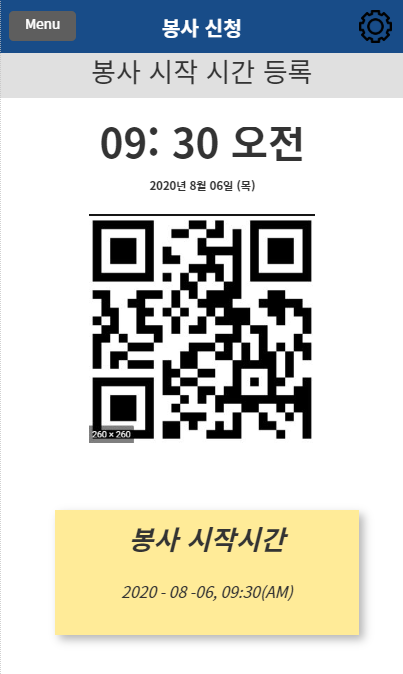 Menu
봉사 신청
봉사 시작 시간 등록
09: 30 오전
2020년 8월 06일 (목)
260 × 260
봉사 시작시간
2020 - 08 -06, 09:30(AM)